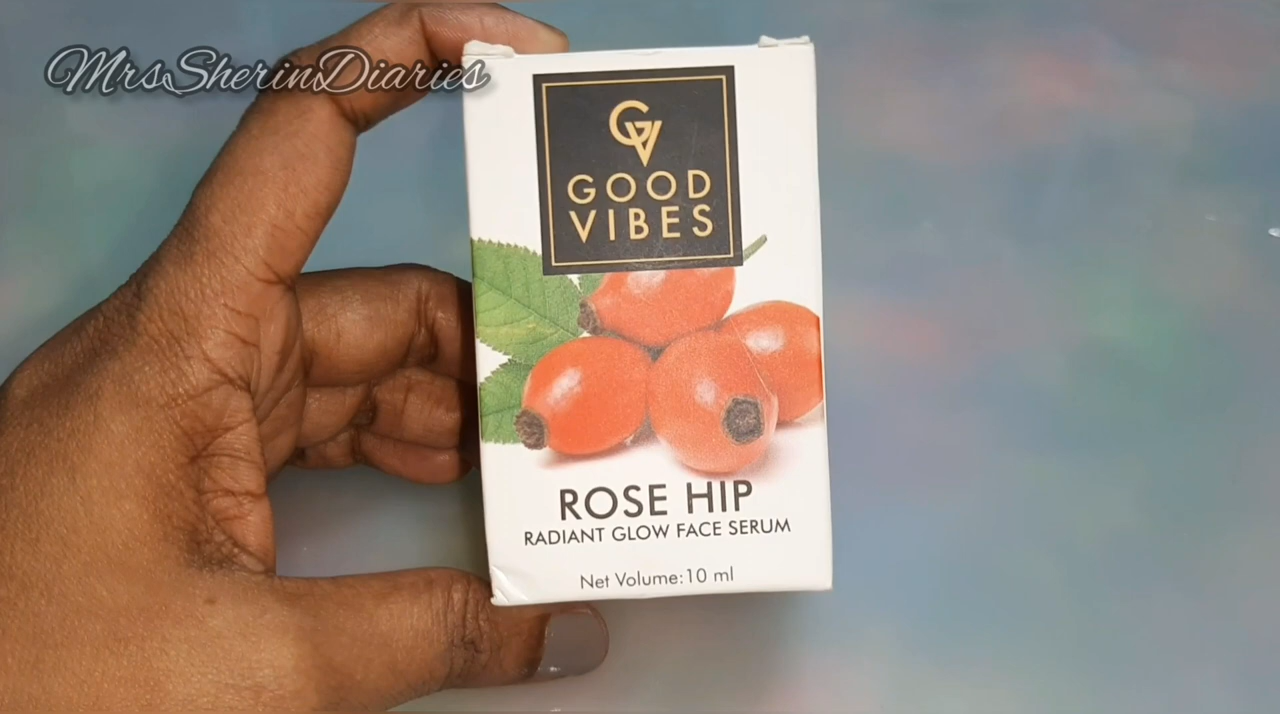 MrsSherinDiaries
GV
GOOD
VIBES
ROSE HIP
RADIANT GLOW FACE SERUM
Net Volume:10 ml